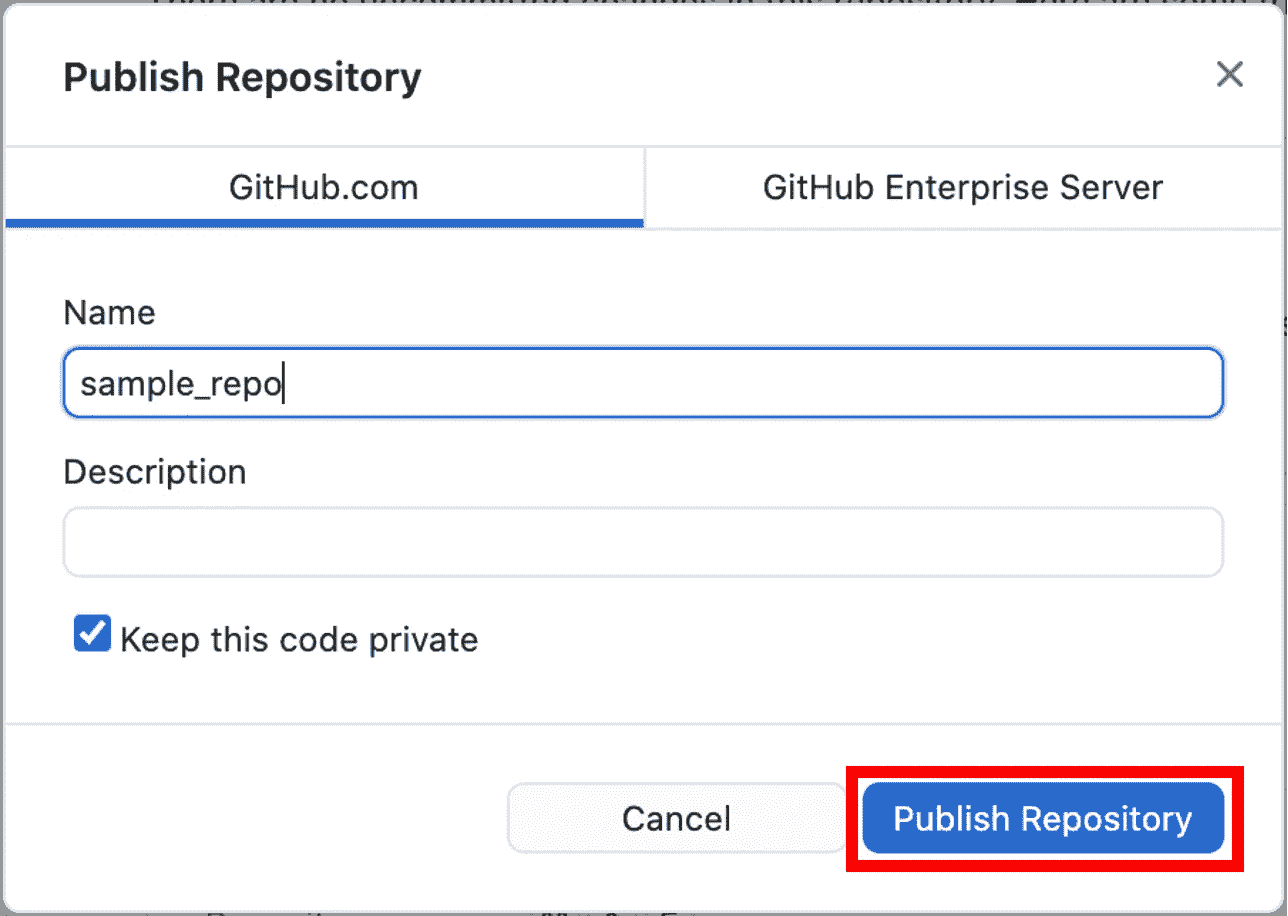 Publish Repository
GitHub.com
GitHub Enterprise Server
Name
sample_repo
Description
Keep this code private
Cancel
Publish Repository